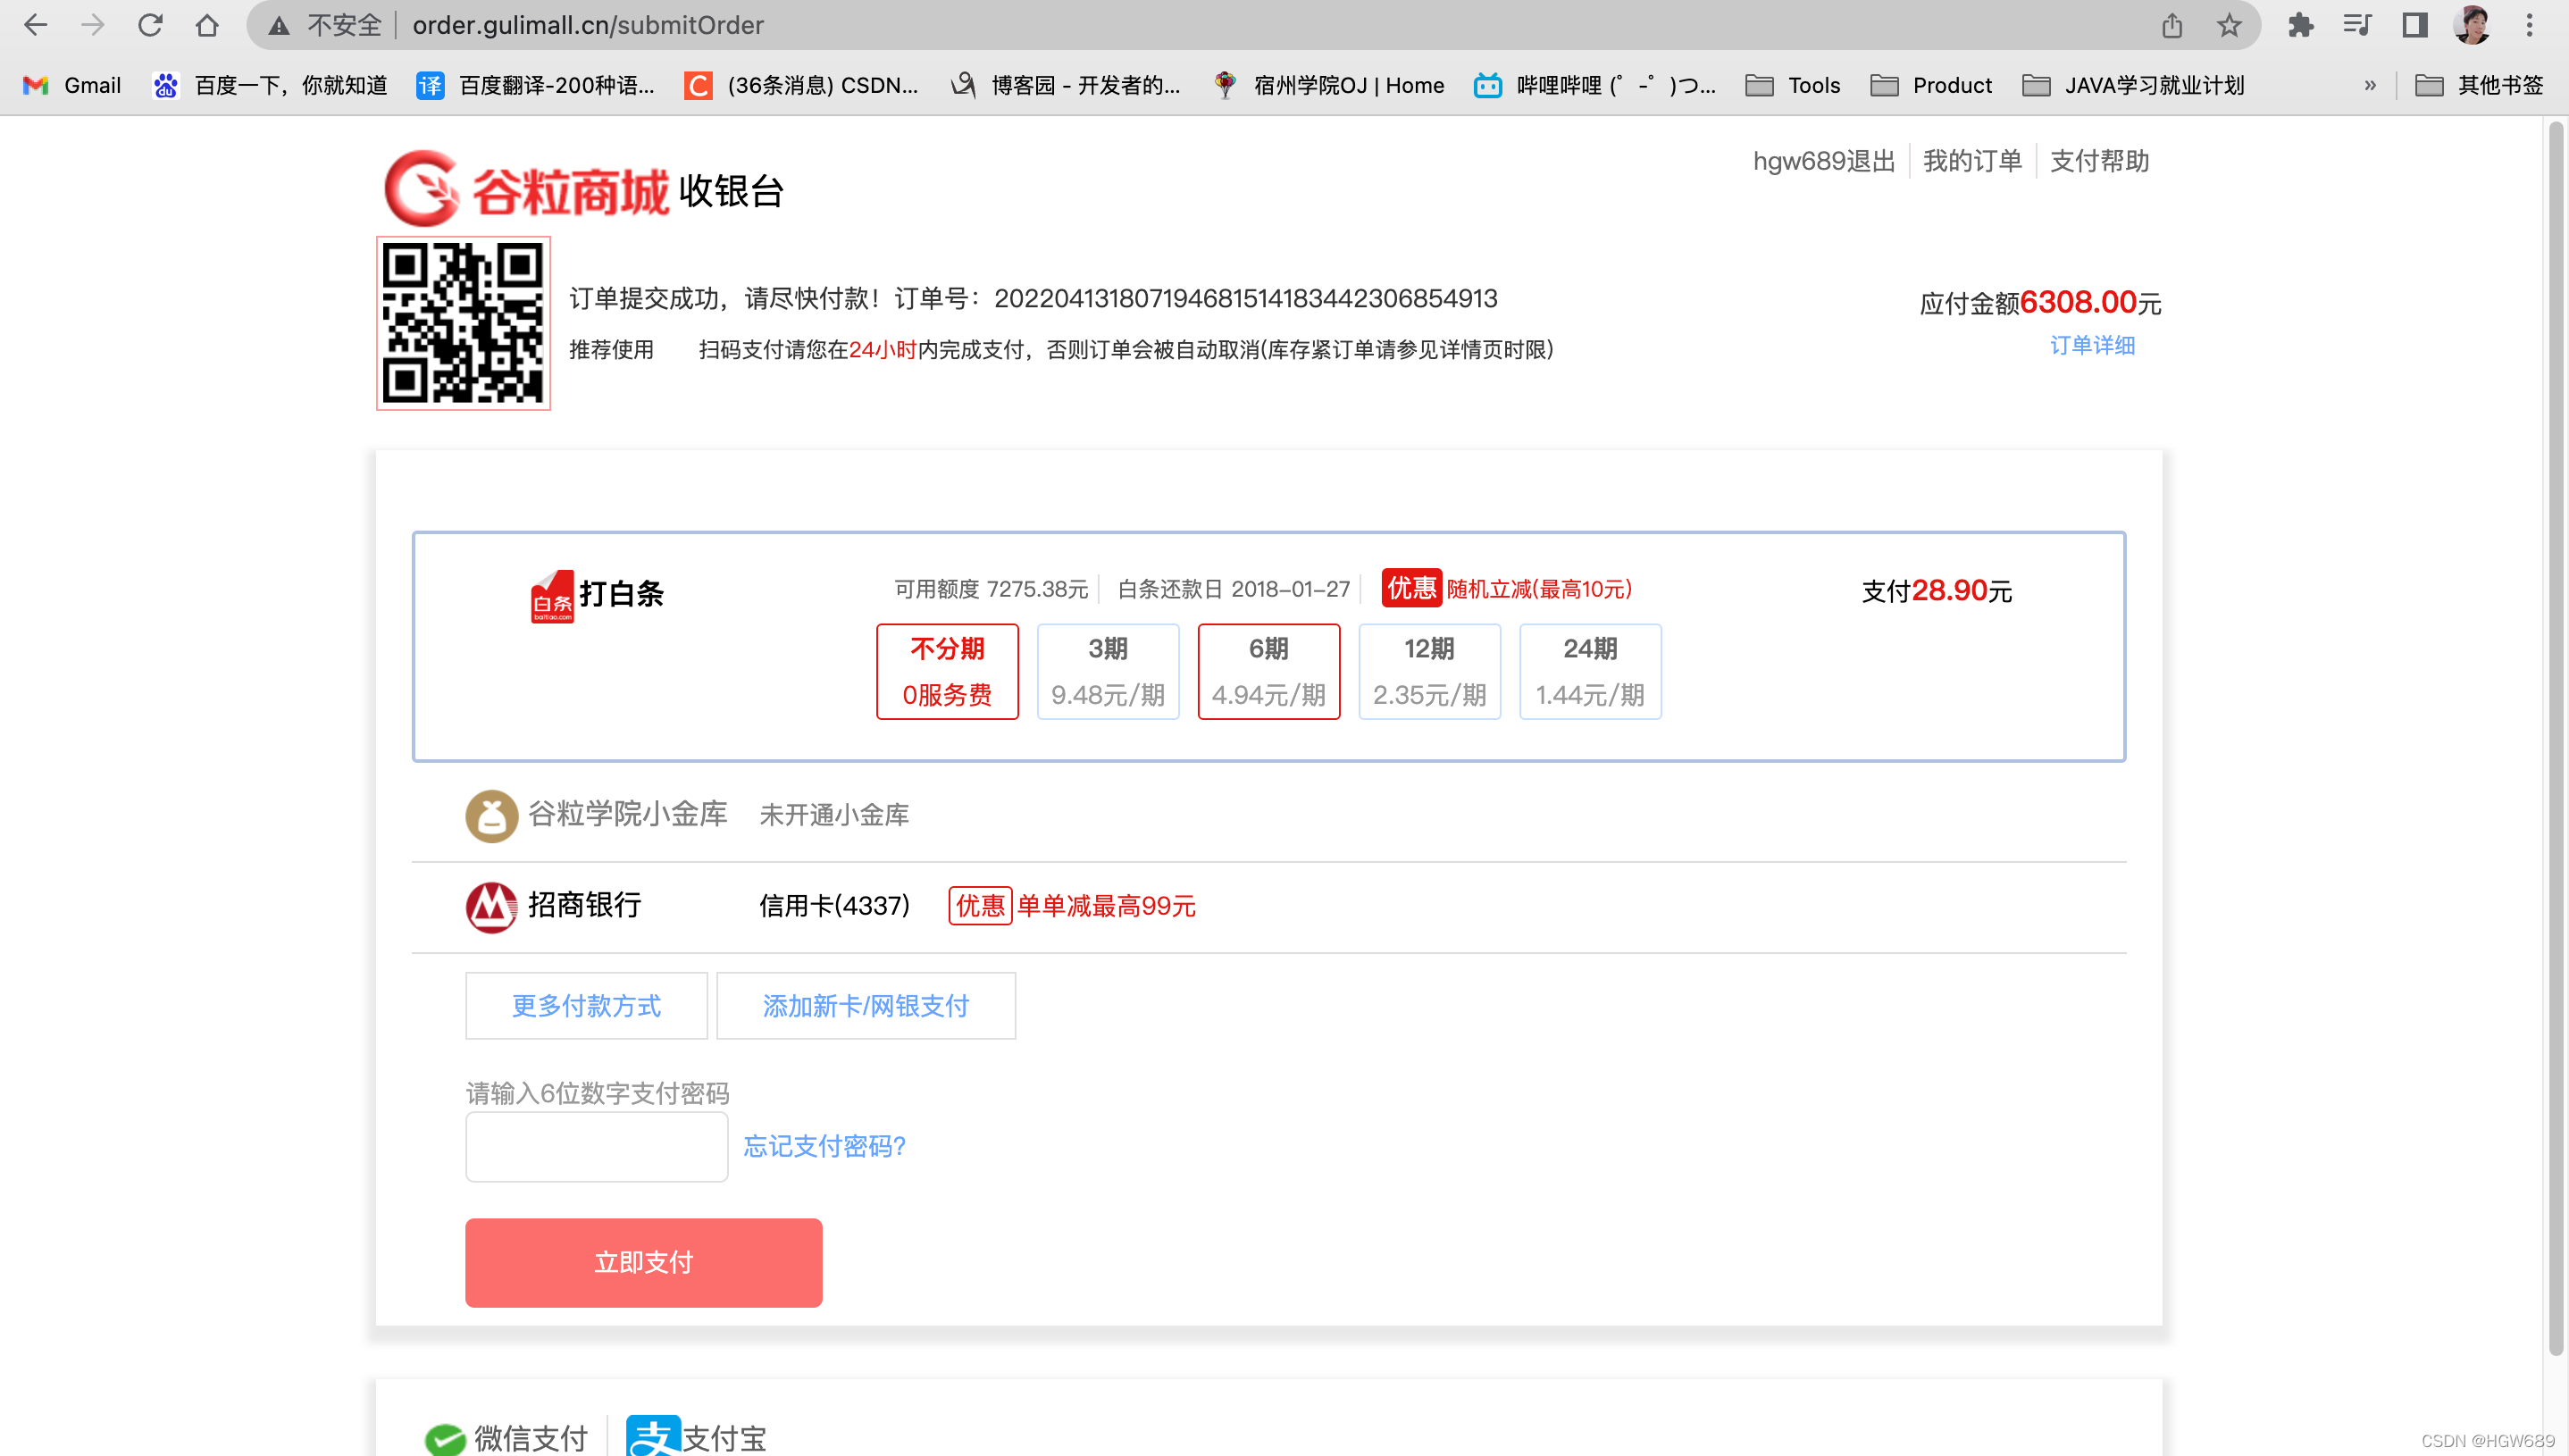 不安全 order.gulimall.cn/submitOrder
Gmail 百度一下，你就知道 百度翻译-200种语... (36条消息) CSDN... 博客园 - 开发者的... 宿州学院OJ | Home 哔哩哔哩 (゜-゜)つ... Tools Product JAVA学习就业计划 » 其他书签
hgw689退出 我的订单 支付帮助
谷粒商城 收银台
订单提交成功，请尽快付款！订单号：202204131807194681514183442306854913
应付金额6308.00元
推荐使用 扫码支付请您在24小时内完成支付，否则订单会被自动取消(库存紧订单请参见详情页时限)
订单详细
白条
baitiao.com
打白条 可用额度 7275.38元 白条还款日 2018-01-27 优惠 随机立减(最高10元) 支付28.90元
不分期 3期 6期 12期 24期
0服务费 9.48元/期 4.94元/期 2.35元/期 1.44元/期
谷粒学院小金库 未开通小金库
招商银行 信用卡(4337) 优惠 单单减最高99元
更多付款方式 添加新卡/网银支付
请输入6位数字支付密码
忘记支付密码?
立即支付
微信支付 支 支付宝
CSDN @HGW689